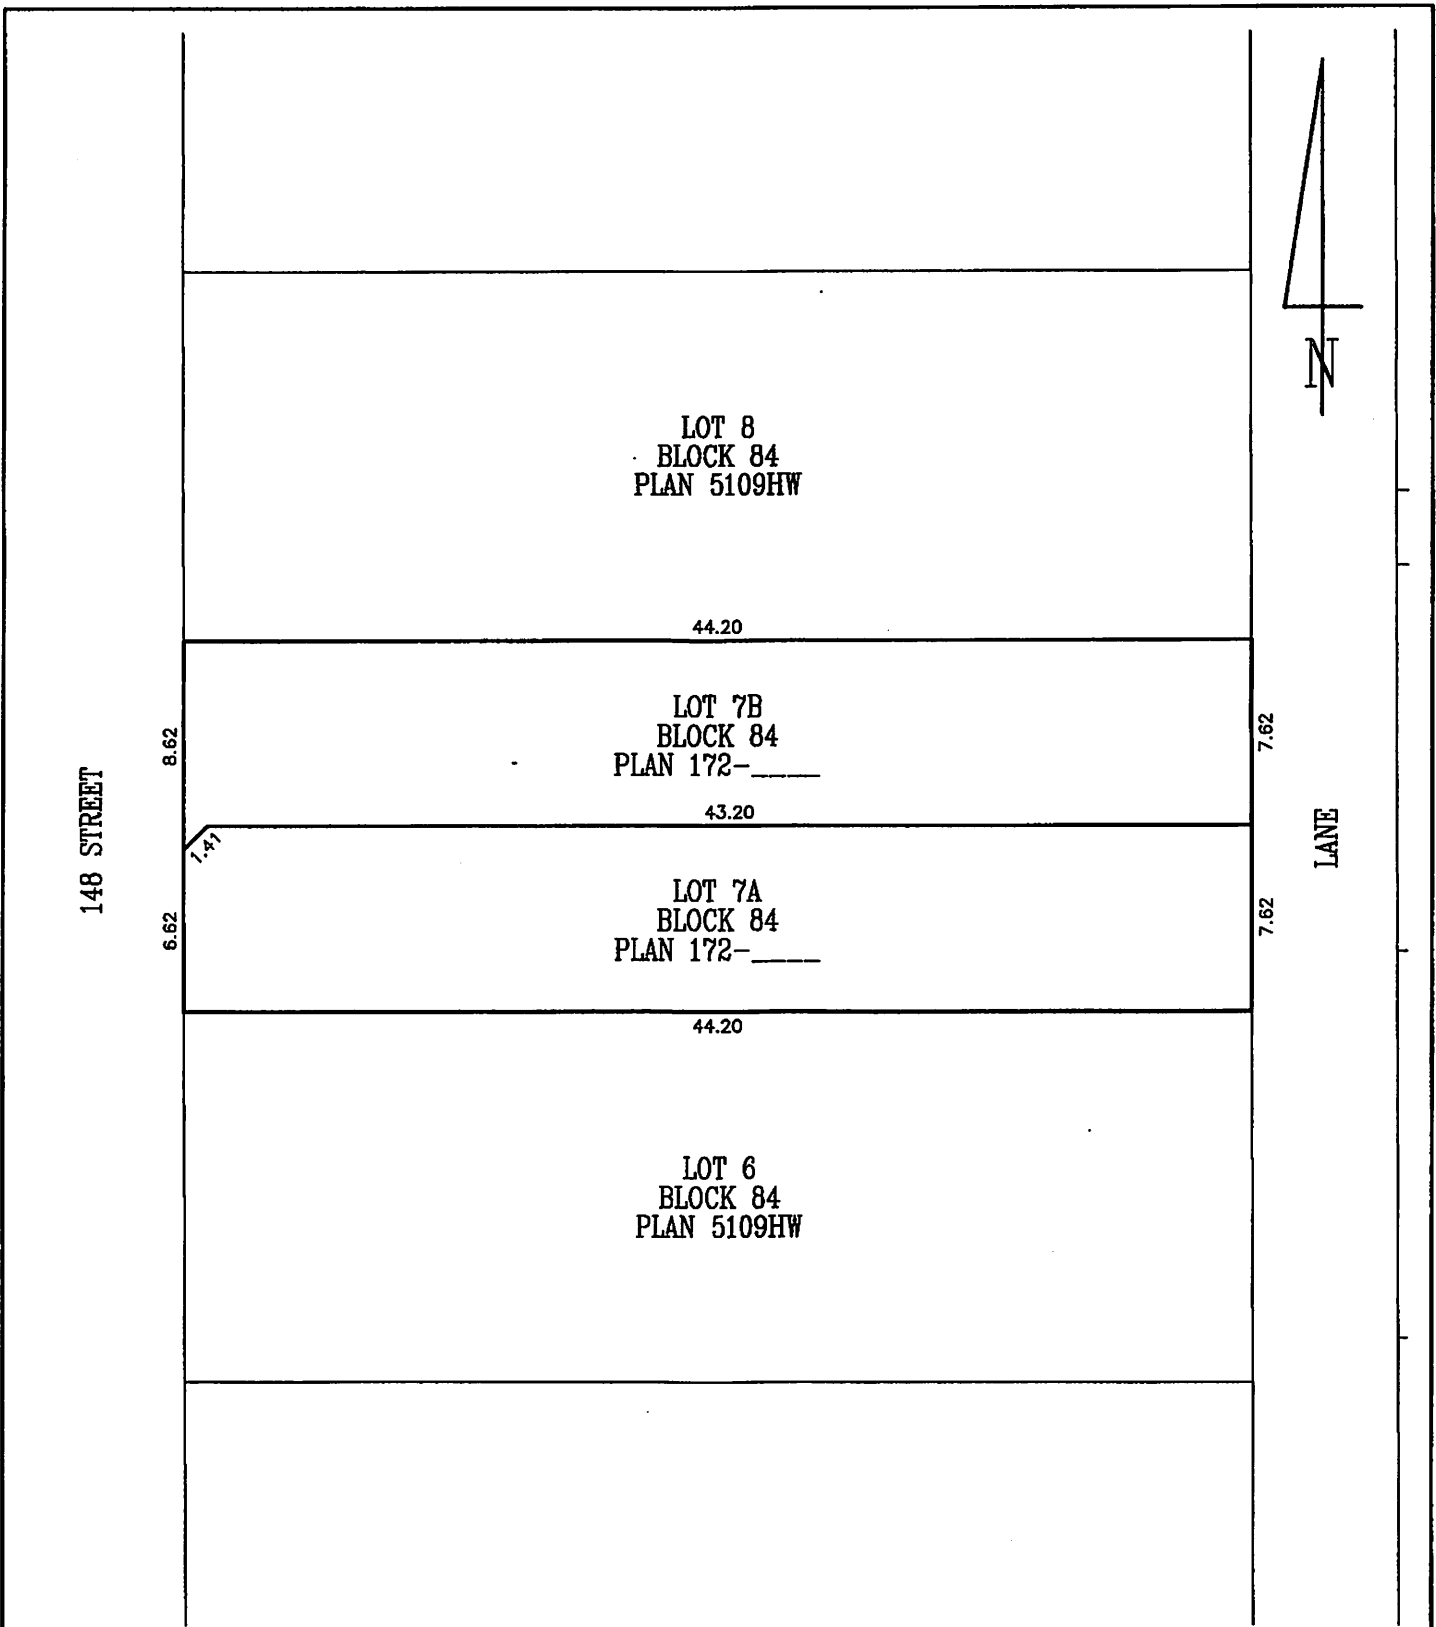 N
LOT 8
BLOCK 84
PLAN 5109HW
44.20
8.62
LOT 7B
BLOCK 84
PLAN 172-____
7.62
148 STREET
43.20
LANE
1.41
6.62
LOT 7A
BLOCK 84
PLAN 172-____
7.62
44.20
LOT 6
BLOCK 84
PLAN 5109HW